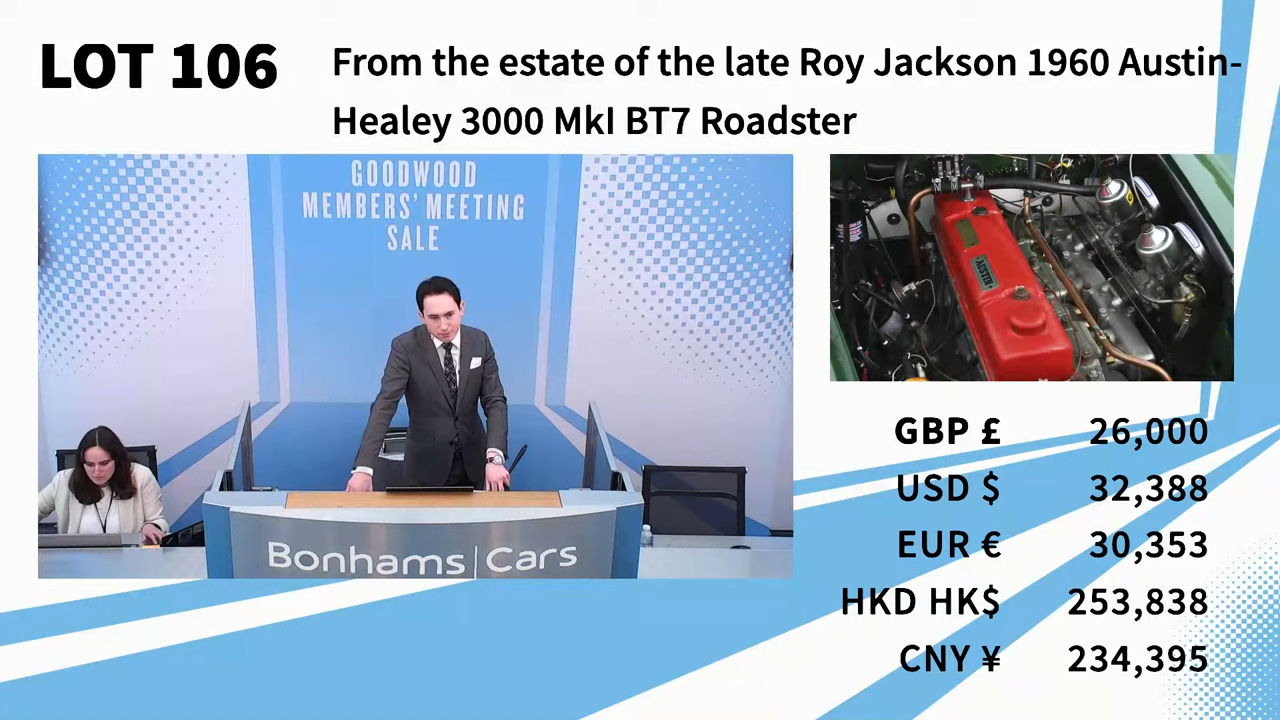 LOT 106
From the estate of the late Roy Jackson 1960 Austin-
Healey 3000 MkI BT7 Roadster
GOODWOOD
MEMBERS' MEETING
SALE
Bonhams|Cars
AUSTIN
GBP £ 26,000
USD $ 32,388
EUR € 30,353
HKD HK$ 253,838
CNY ¥ 234,395